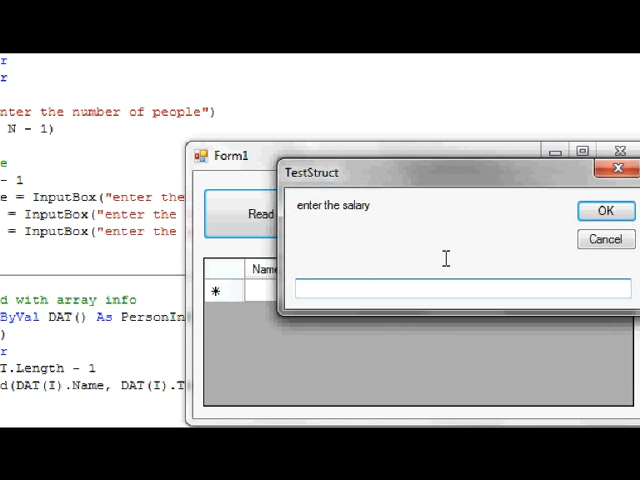 r
r
nter the number of people")
N - 1)
e
- 1
e = InputBox("enter the
= InputBox("enter the
= InputBox("enter the
d with array info
ByVal DAT() As PersonIn
)
r
T.Length - 1
d(DAT(I).Name, DAT(I).T
Form1
Read
Name
*
TestStruct
enter the salary
OK
Cancel